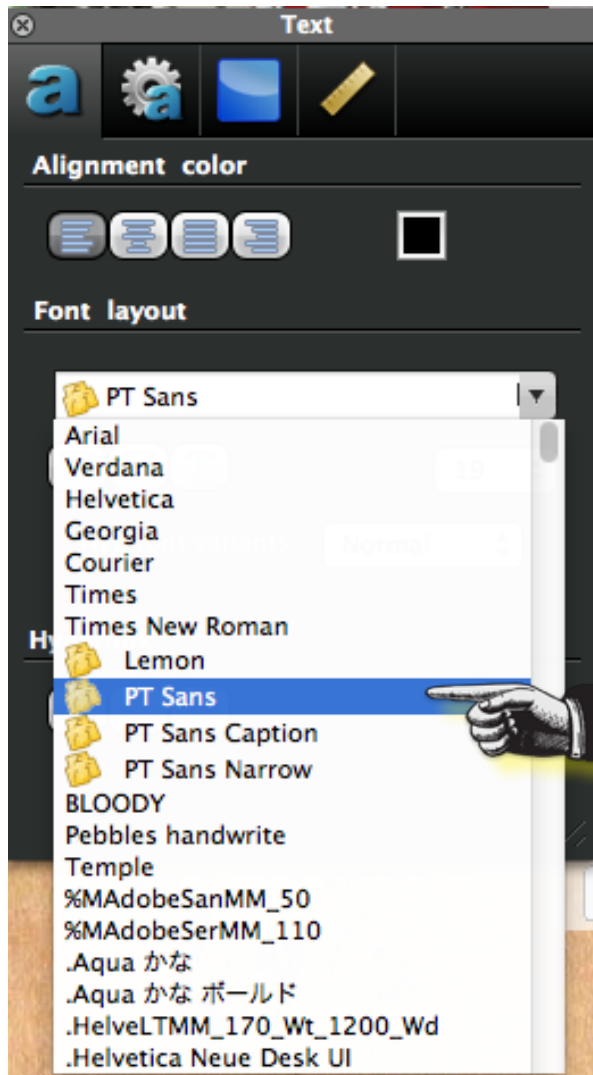 Text
Alignment color
Font layout
PT Sans
Arial
Verdana
Helvetica
Georgia
Courier
Times
Times New Roman
Lemon
PT Sans
PT Sans Caption
PT Sans Narrow
BLOODY
Pebbles handwrite
Temple
%MAdobeSanMM_50
%MAdobeSerMM_110
.Aqua かな
.Aqua かな ボールド
.HelveLTMM_170_Wt_1200_Wd
.Helvetica Neue Desk UI